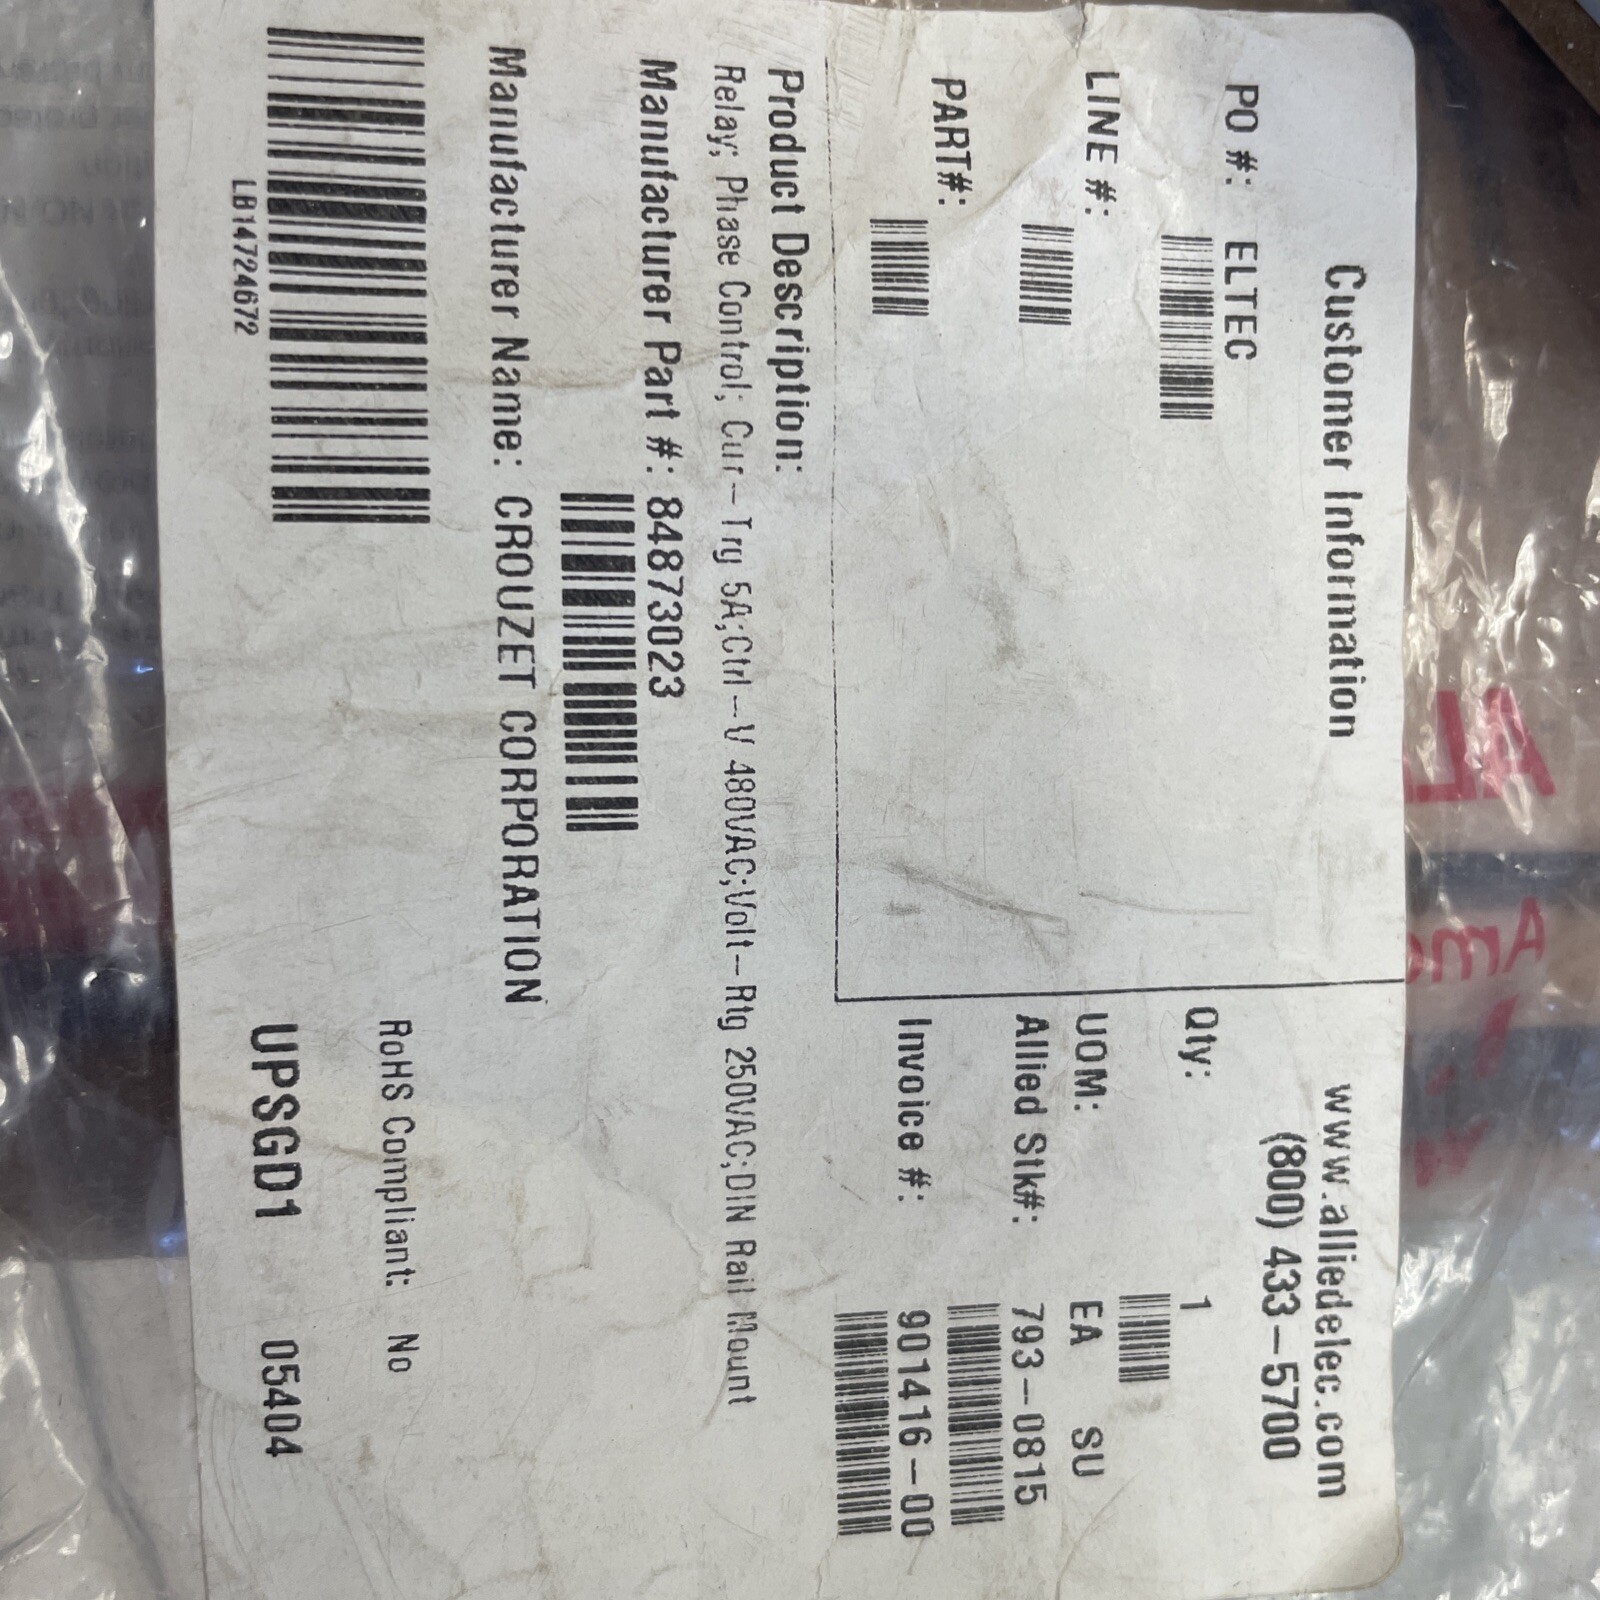 Customer Information
www.alliedelec.com
(800) 433-5700
PO #: ELTEC
Qty: 1
LINE #:
UOM: EA SU
Allied Stk#: 793-0815
PART#:
Invoice #: 901416-00
Product Description:
Relay; Phase Control; Cur-Trg 5A;Ctrl-V 480VAC;Volt-Rtg 250VAC;DIN Rail Mount
Manufacturer Part #: 84873023
Manufacturer Name: CROUZET CORPORATION
RoHS Compliant: No
LB14724672
UPSGD1 05404